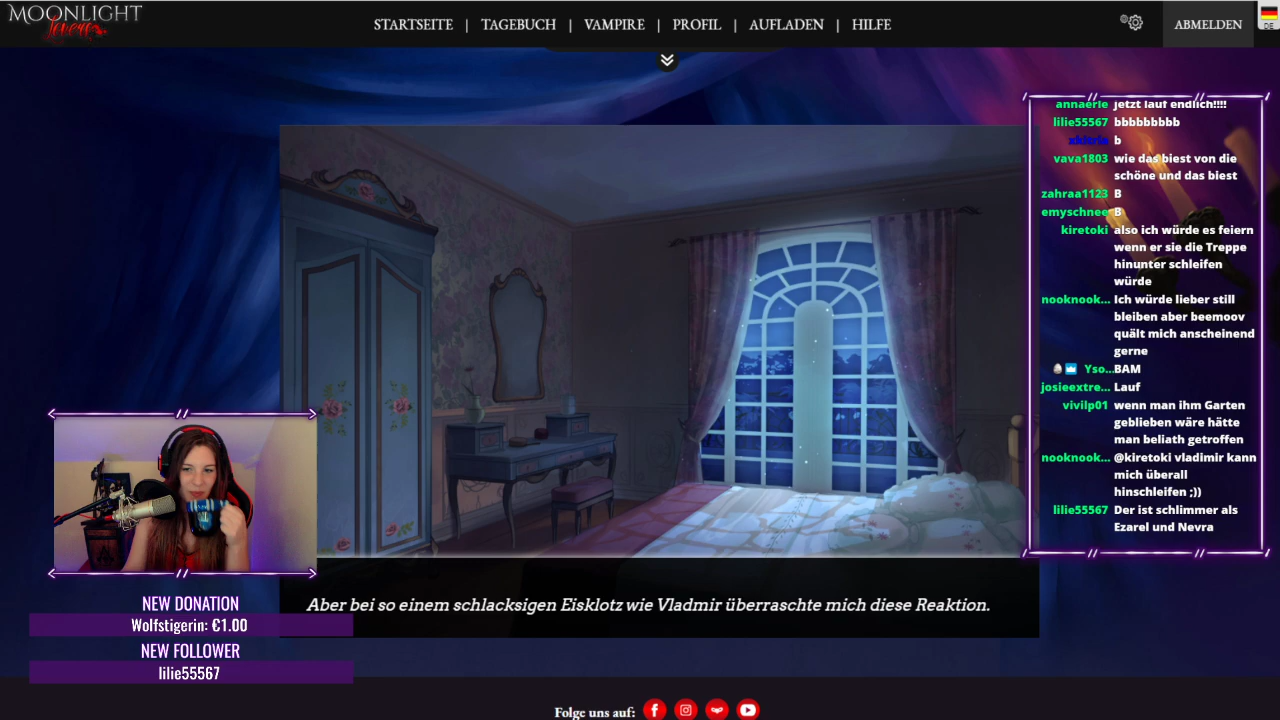 MOONLIGHT
Lovers
STARTSEITE | TAGEBUCH | VAMPIRE | PROFIL | AUFLADEN | HILFE
ABMELDEN
DE
annaerle jetzt lauf endlich!!!!
lilie55567 bbbbbbbbb
b
vava1803 wie das biest von die
schöne und das biest
zahraa1123 B
emyschnee B
kiretoki also ich würde es feiern
wenn er sie die Treppe
hinunter schleifen
würde
nooknook... Ich würde lieber still
bleiben aber beemoov
quält mich anscheinend
gerne
Yso... BAM
josieextre... Lauf
vivilp01 wenn man ihm Garten
geblieben wäre hätte
man beliath getroffen
nooknook... @kiretoki vladimir kann
mich überall
hinschleifen ;))
lilie55567 Der ist schlimmer als
Ezarel und Nevra
Aber bei so einem schlacksigen Eisklotz wie Vladmir überraschte mich diese Reaktion.
NEW DONATION
Wolfstigerin: €1.00
NEW FOLLOWER
lilie55567
Folge uns auf: